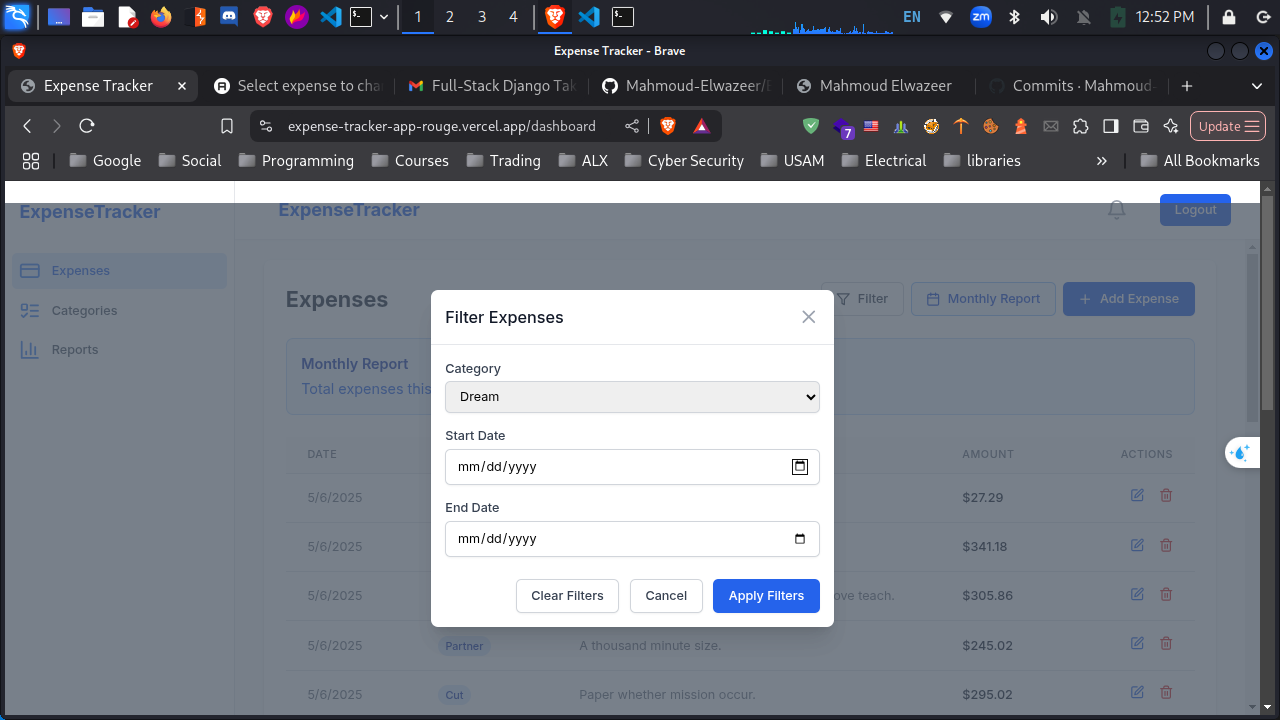 1 2 3 4 EN zm 12:52 PM
Expense Tracker - Brave
Expense Tracker Select expense to cha Full-Stack Django Tak Mahmoud-Elwazeer/E Mahmoud Elwazeer Commits · Mahmoud-
expense-tracker-app-rouge.vercel.app/dashboard 7 Update
Google Social Programming Courses Trading ALX Cyber Security USAM Electrical libraries » All Bookmarks
ExpenseTracker ExpenseTracker Logout
Expenses
Categories
Reports
Expenses Filter Monthly Report + Add Expense
Monthly Report
Total expenses this
DATE AMOUNT ACTIONS
5/6/2025 $27.29
5/6/2025 $341.18
5/6/2025 ove teach. $305.86
5/6/2025 Partner A thousand minute size. $245.02
5/6/2025 Cut Paper whether mission occur. $295.02
Filter Expenses
Category
Dream
Start Date
mm/dd/yyyy
End Date
mm/dd/yyyy
Clear Filters Cancel Apply Filters